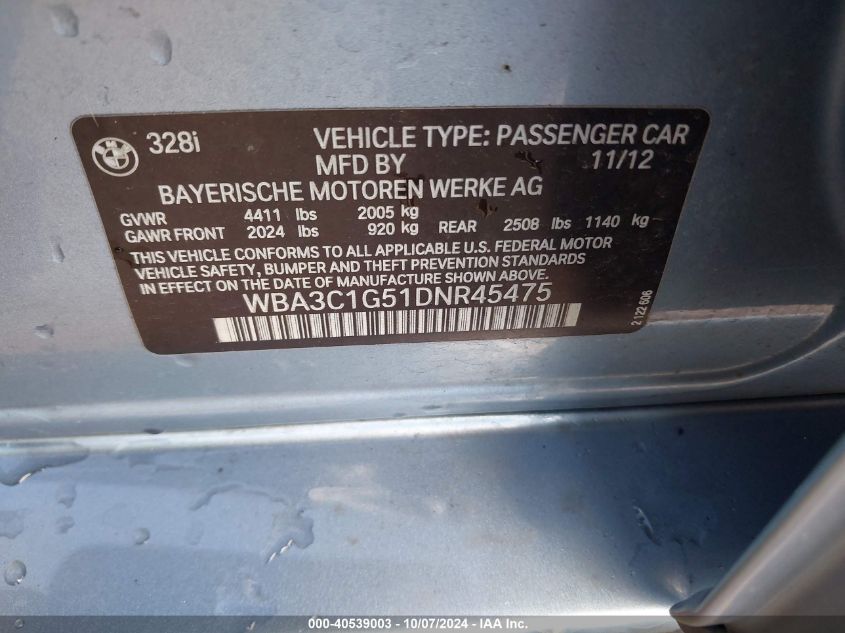 328i VEHICLE TYPE: PASSENGER CAR
MFD BY 11/12
BAYERISCHE MOTOREN WERKE AG
GVWR 4411 lbs 2005 kg
GAWR FRONT 2024 lbs 920 kg REAR 2508 lbs 1140 kg
THIS VEHICLE CONFORMS TO ALL APPLICABLE U.S. FEDERAL MOTOR
VEHICLE SAFETY, BUMPER AND THEFT PREVENTION STANDARDS
IN EFFECT ON THE DATE OF MANUFACTURE SHOWN ABOVE.
WBA3C1G51DNR45475
2 122 606
000-40539003 - 10/07/2024 - IAA Inc.